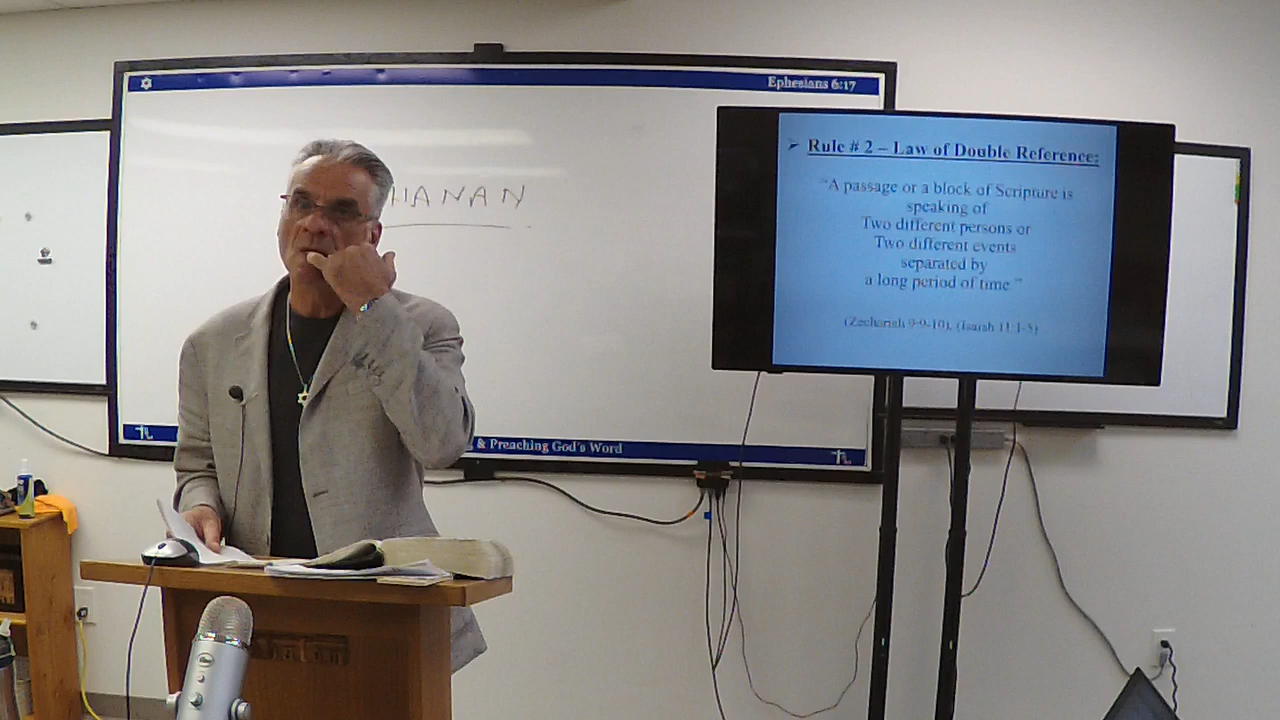 Ephesians 6:17
HANAN
➢ Rule # 2 – Law of Double Reference:
"A passage or a block of Scripture is
speaking of
Two different persons or
Two different events
separated by
a long period of time "
(Zechariah 9-9-10), (Isaiah 11:1-5)
& Preaching God's Word